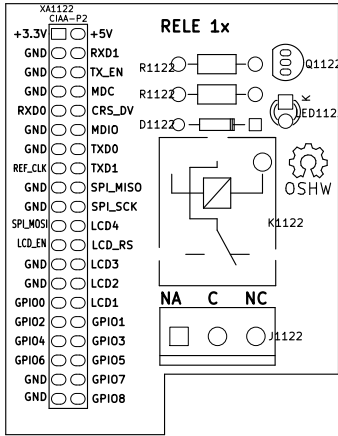 XA1122
CIAA-P2
+3.3V +5V
GND RXD1
GND TX_EN
GND MDC
RXD0 CRS_DV
GND MDIO
GND TXD0
REF_CLK TXD1
GND SPI_MISO
GND SPI_SCK
SPI_MOSI LCD4
LCD_EN LCD_RS
GND LCD3
GND LCD2
GPIO0 LCD1
GPIO2 GPIO1
GPIO4 GPIO3
GPIO6 GPIO5
GND GPIO7
GND GPIO8
RELE 1x
R1122
Q1122
R1122
K
ED1122
D1122
OSHW
K1122
NA C NC
J1122